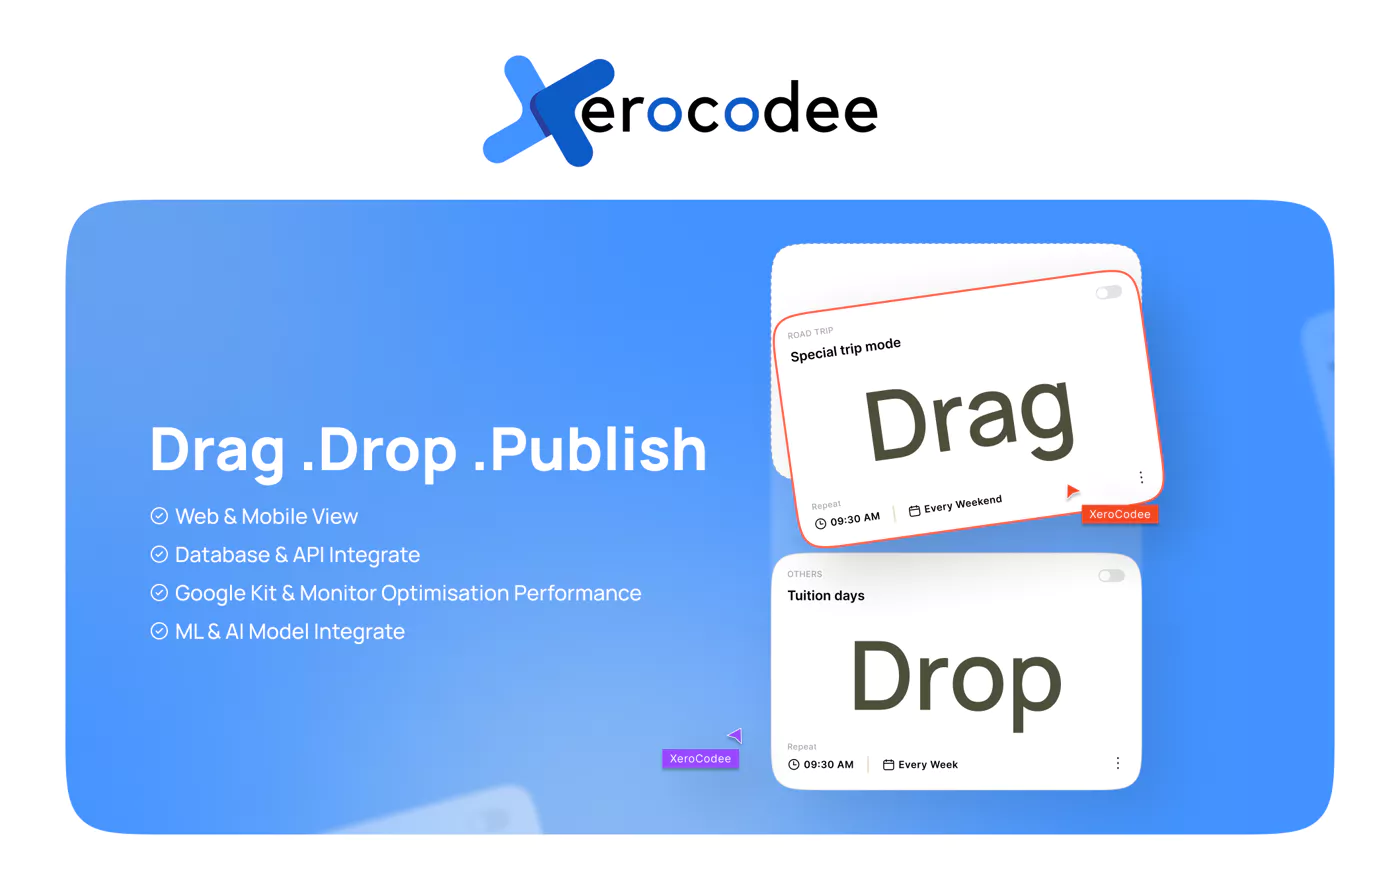 Xerocodee
Drag .Drop .Publish
Web & Mobile View
Database & API Integrate
Google Kit & Monitor Optimisation Performance
ML & AI Model Integrate
ROAD TRIP
Special trip mode
Drag
Repeat
09:30 AM Every Weekend
XeroCodee
OTHERS
Tuition days
Drop
Repeat
09:30 AM Every Week
XeroCodee